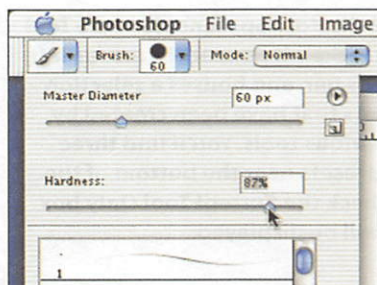 Photoshop File Edit Image
Brush: 60 Mode: Normal
Master Diameter 60 px
Hardness: 87%
1